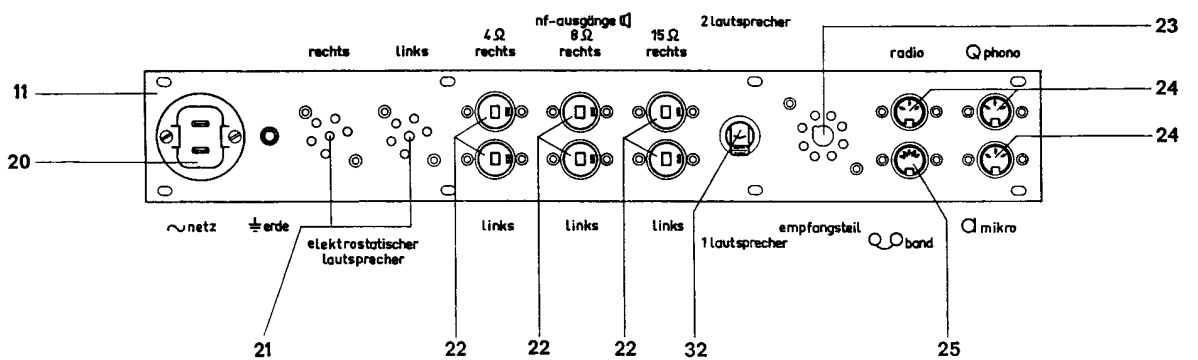 nf-ausgänge
2 lautsprecher
23
rechts
links
4 Ω
rechts
8 Ω
rechts
15 Ω
rechts
radio
phono
11
24
20
24
~ netz
erde
elektrostatischer
lautsprecher
links
links
links
1 lautsprecher
empfangsteil
band
mikro
21
22
22
22
32
25